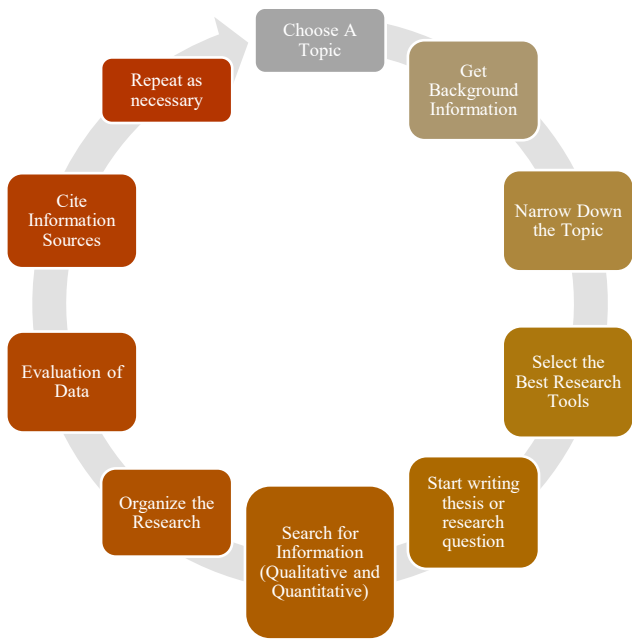 Choose A
Topic
Get
Background
Information
Narrow Down
the Topic
Select the
Best Research
Tools
Start writing
thesis or
research
question
Search for
Information
(Qualitative and
Quantitative)
Organize the
Research
Evaluation of
Data
Cite
Information
Sources
Repeat as
necessary